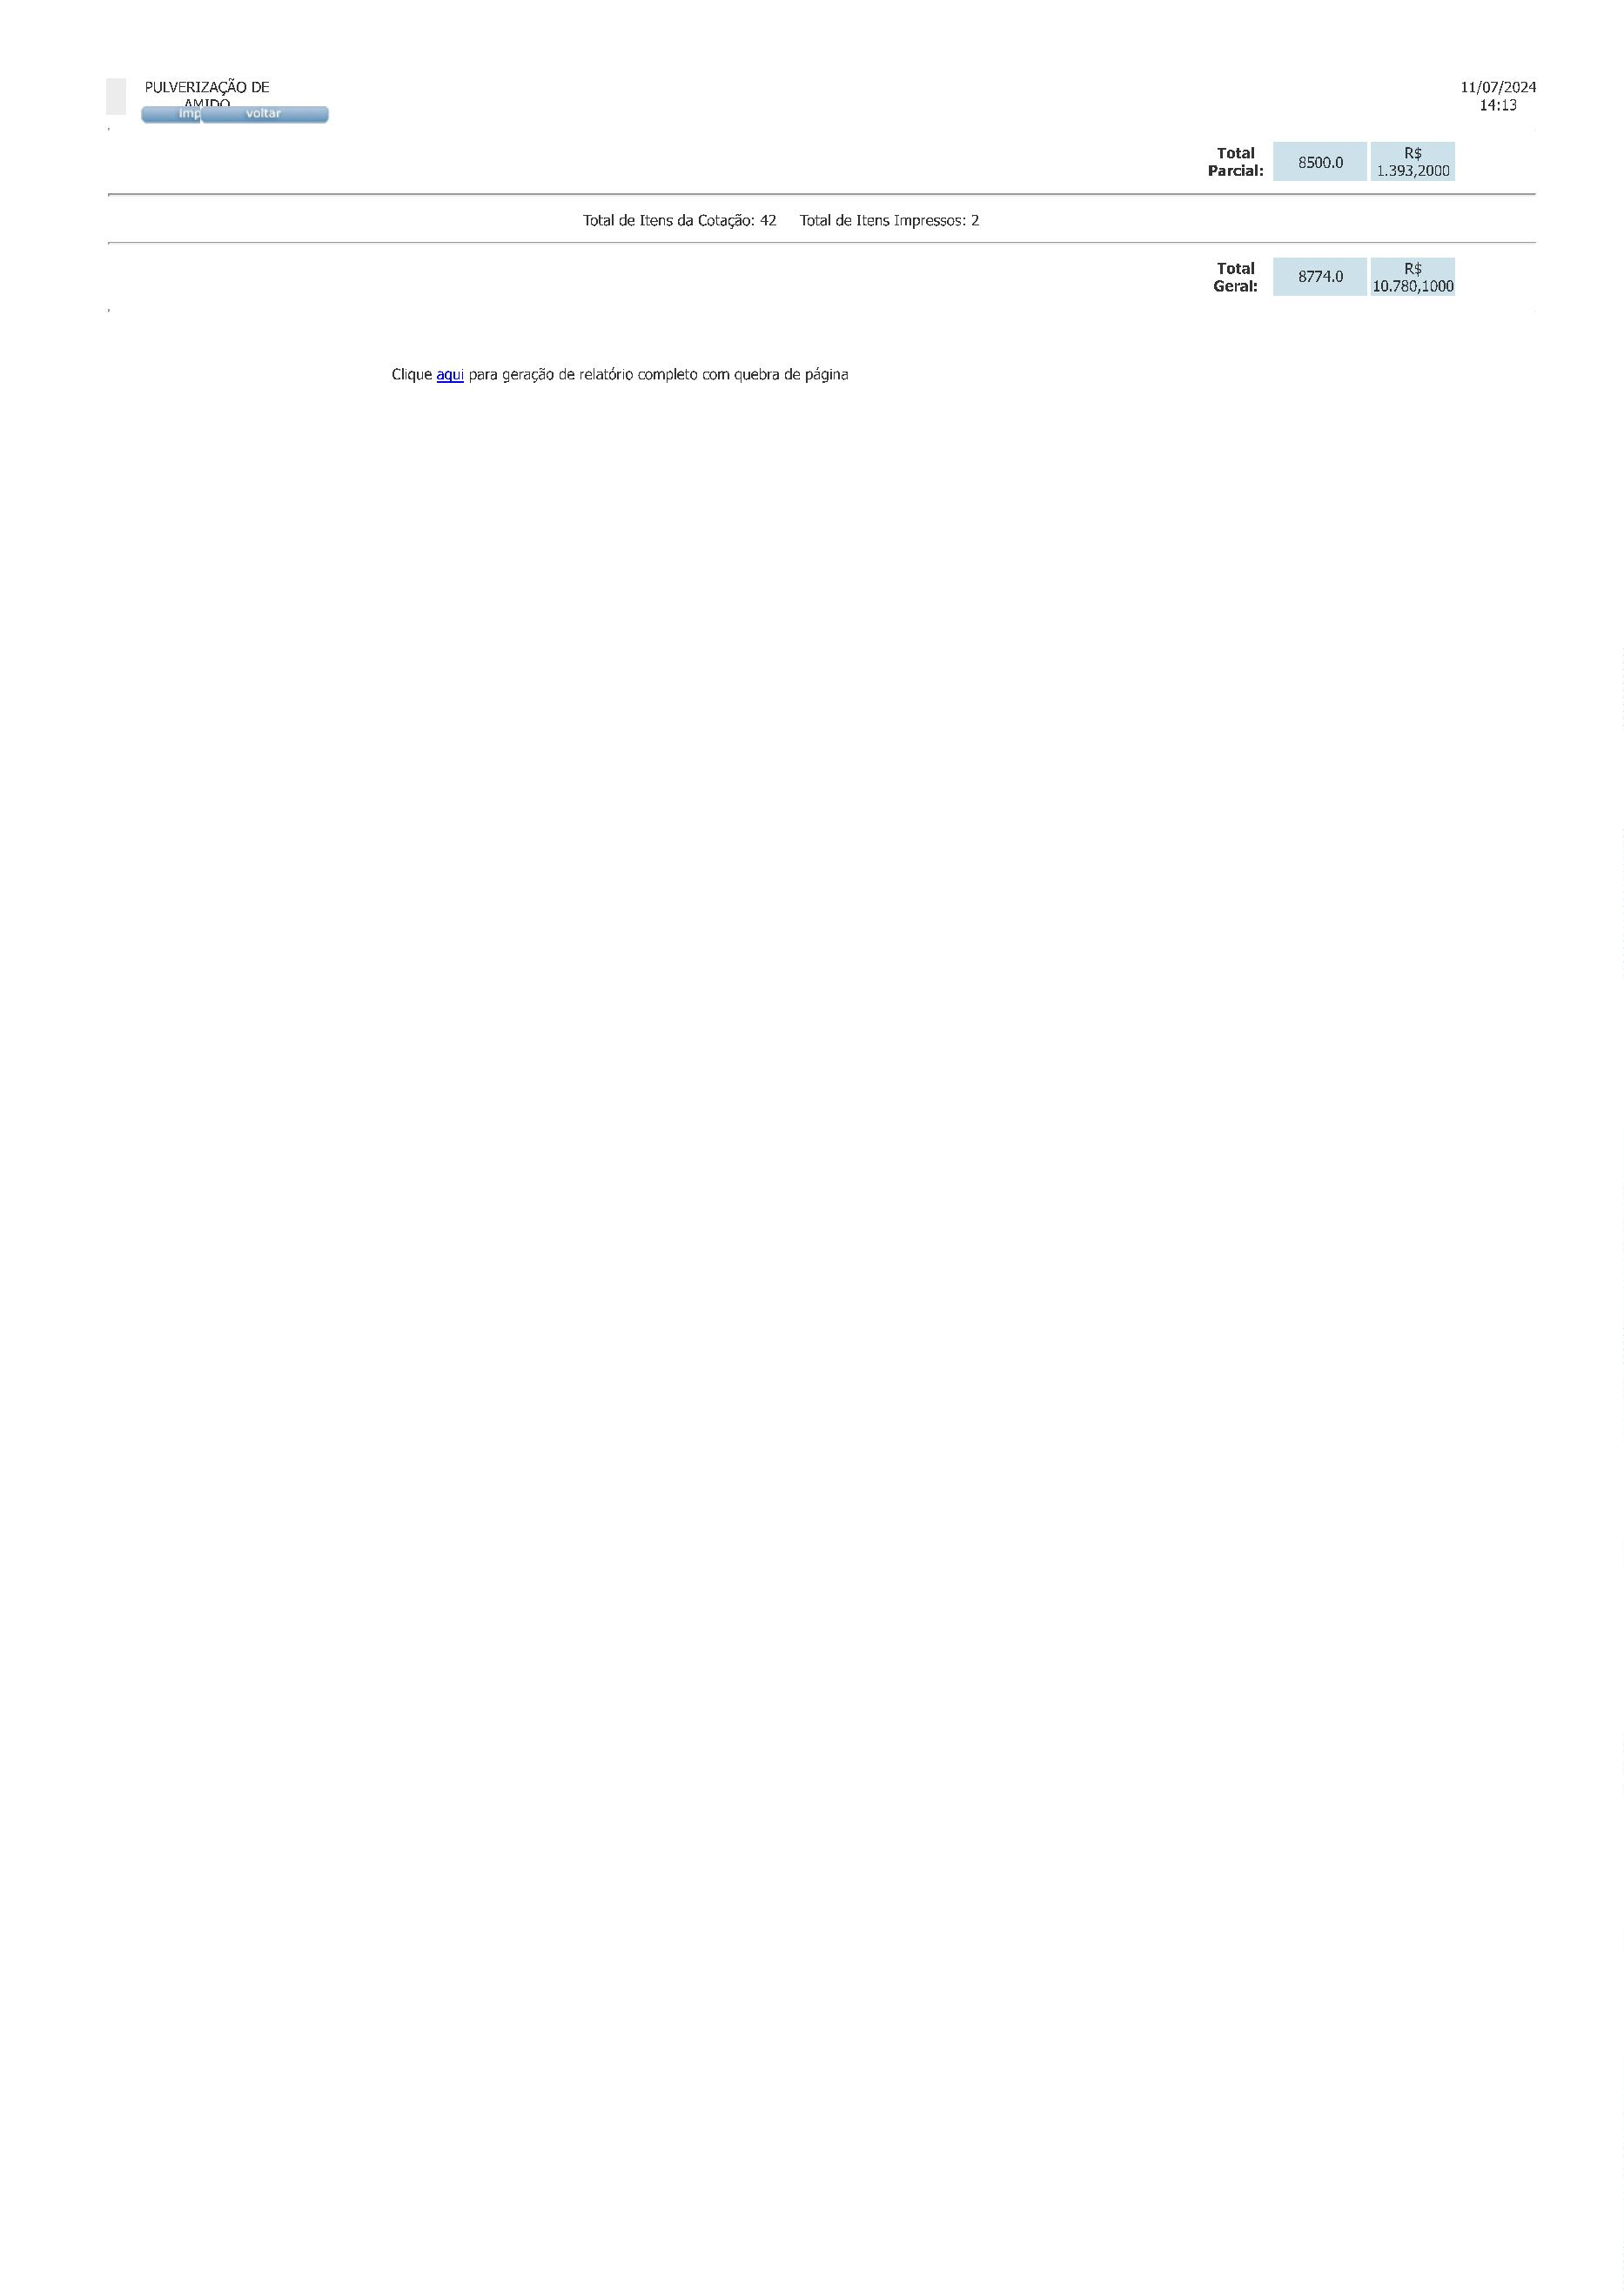 PULVERIZAÇÃO DE
AMIDO
imp voltar
11/07/2024
14:13
Total
Parcial:
8500.0
R$
1.393,2000
Total de Itens da Cotação: 42 Total de Itens Impressos: 2
Total
Geral:
8774.0
R$
10.780,1000
Clique aqui para geração de relatório completo com quebra de página